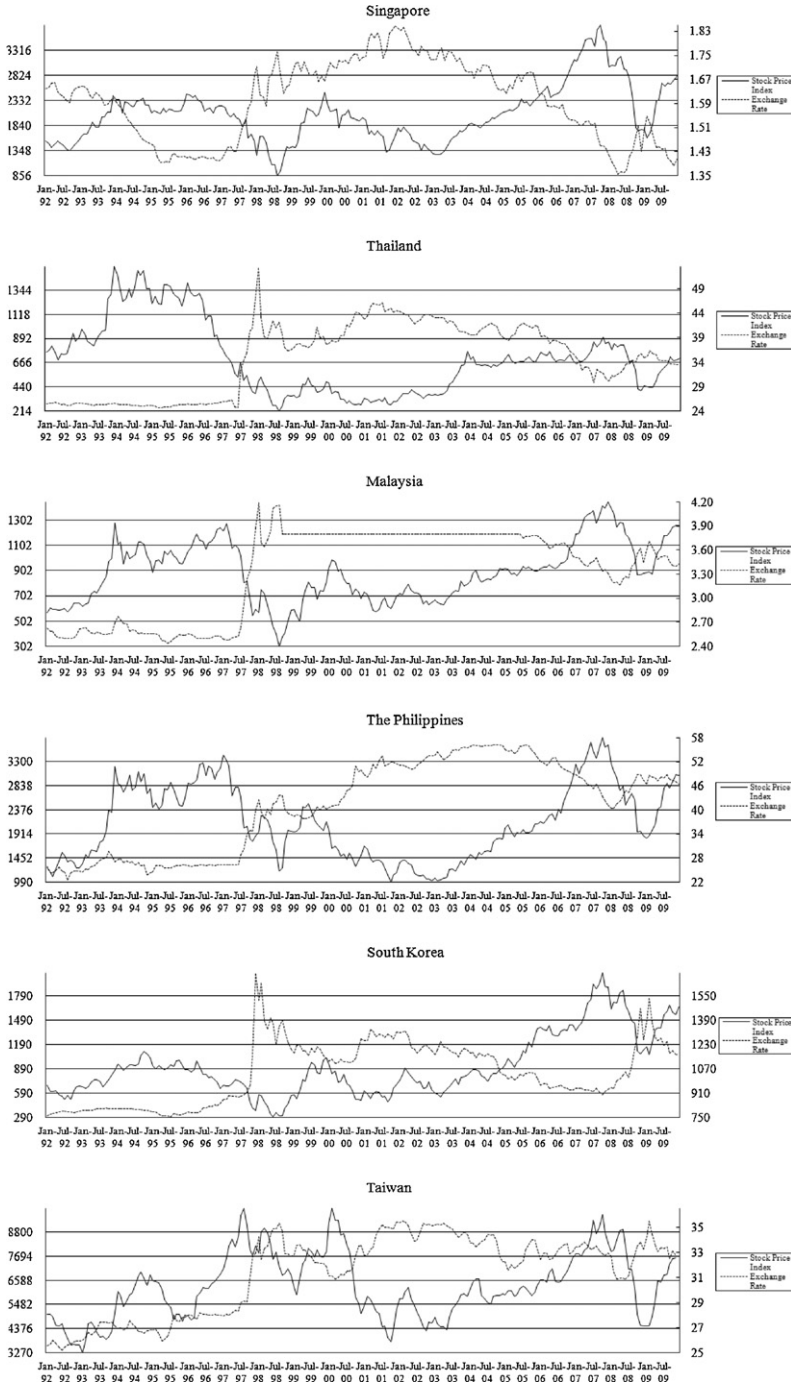 Singapore
3316
2824
2332
1840
1348
856
1.83
1.75
1.67
1.59
1.51
1.43
1.35
Stock Price
Index
Exchange
Rate
Jan-Jul-Jan-Jul-Jan-Jul-Jan-Jul-Jan-Jul-Jan-Jul-Jan-Jul-Jan-Jul-Jan-Jul-Jan-Jul-Jan-Jul-Jan-Jul-Jan-Jul-Jan-Jul-Jan-Jul-Jan-Jul-Jan-Jul-Jan-Jul-
92 92 93 93 94 94 95 95 96 96 97 97 98 98 99 99 00 00 01 01 02 02 03 03 04 04 05 05 06 06 07 07 08 08 09 09
Thailand
1344
1118
892
666
440
214
49
44
39
34
29
24
Stock Price
Index
Exchange
Rate
Jan-Jul-Jan-Jul-Jan-Jul-Jan-Jul-Jan-Jul-Jan-Jul-Jan-Jul-Jan-Jul-Jan-Jul-Jan-Jul-Jan-Jul-Jan-Jul-Jan-Jul-Jan-Jul-Jan-Jul-Jan-Jul-Jan-Jul-Jan-Jul-
92 92 93 93 94 94 95 95 96 96 97 97 98 98 99 99 00 00 01 01 02 02 03 03 04 04 05 05 06 06 07 07 08 08 09 09
Malaysia
1302
1102
902
702
502
302
4.20
3.90
3.60
3.30
3.00
2.70
2.40
Stock Price
Index
Exchange
Rate
Jan-Jul-Jan-Jul-Jan-Jul-Jan-Jul-Jan-Jul-Jan-Jul-Jan-Jul-Jan-Jul-Jan-Jul-Jan-Jul-Jan-Jul-Jan-Jul-Jan-Jul-Jan-Jul-Jan-Jul-Jan-Jul-Jan-Jul-Jan-Jul-
92 92 93 93 94 94 95 95 96 96 97 97 98 98 99 99 00 00 01 01 02 02 03 03 04 04 05 05 06 06 07 07 08 08 09 09
The Philippines
3300
2838
2376
1914
1452
990
58
52
46
40
34
28
22
Stock Price
Index
Exchange
Rate
Jan-Jul-Jan-Jul-Jan-Jul-Jan-Jul-Jan-Jul-Jan-Jul-Jan-Jul-Jan-Jul-Jan-Jul-Jan-Jul-Jan-Jul-Jan-Jul-Jan-Jul-Jan-Jul-Jan-Jul-Jan-Jul-Jan-Jul-Jan-Jul-
92 92 93 93 94 94 95 95 96 96 97 97 98 98 99 99 00 00 01 01 02 02 03 03 04 04 05 05 06 06 07 07 08 08 09 09
South Korea
1790
1490
1190
890
590
290
1550
1390
1230
1070
910
750
Stock Price
Index
Exchange
Rate
Jan-Jul-Jan-Jul-Jan-Jul-Jan-Jul-Jan-Jul-Jan-Jul-Jan-Jul-Jan-Jul-Jan-Jul-Jan-Jul-Jan-Jul-Jan-Jul-Jan-Jul-Jan-Jul-Jan-Jul-Jan-Jul-Jan-Jul-Jan-Jul-
92 92 93 93 94 94 95 95 96 96 97 97 98 98 99 99 00 00 01 01 02 02 03 03 04 04 05 05 06 06 07 07 08 08 09 09
Taiwan
8800
7694
6588
5482
4376
3270
35
33
31
29
27
25
Stock Price
Index
Exchange
Rate
Jan-Jul-Jan-Jul-Jan-Jul-Jan-Jul-Jan-Jul-Jan-Jul-Jan-Jul-Jan-Jul-Jan-Jul-Jan-Jul-Jan-Jul-Jan-Jul-Jan-Jul-Jan-Jul-Jan-Jul-Jan-Jul-Jan-Jul-Jan-Jul-
92 92 93 93 94 94 95 95 96 96 97 97 98 98 99 99 00 00 01 01 02 02 03 03 04 04 05 05 06 06 07 07 08 08 09 09